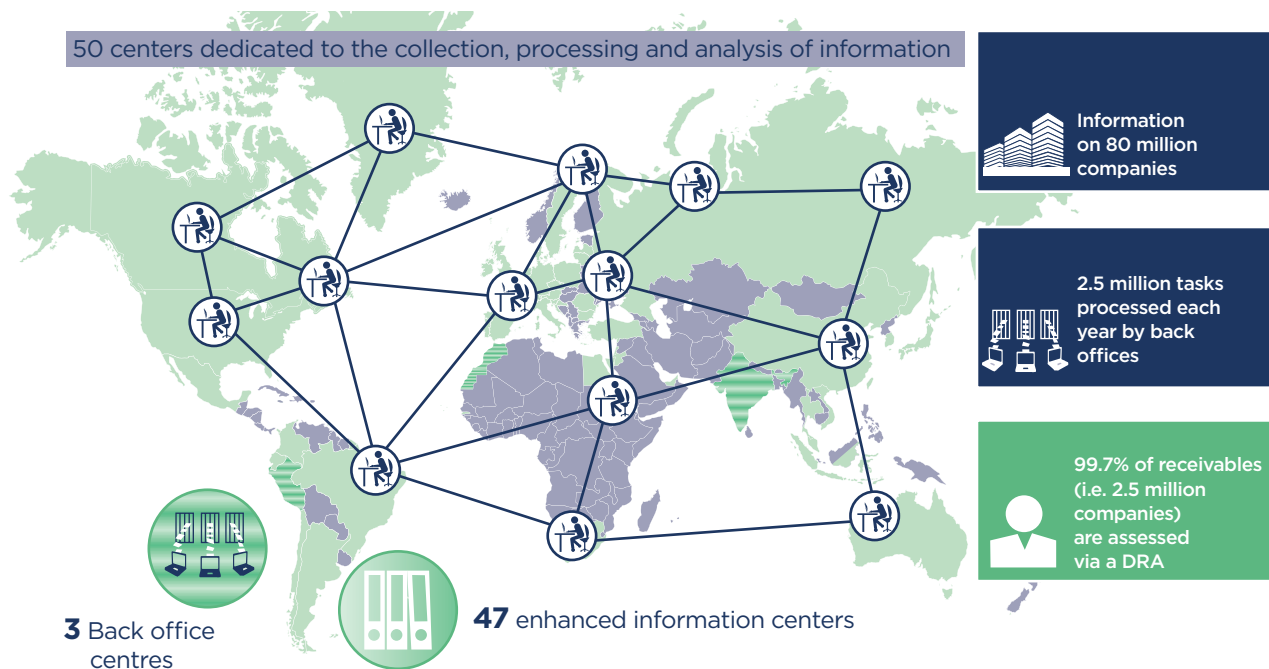 50 centers dedicated to the collection, processing and analysis of information
Information
on 80 million
companies
2.5 million tasks
processed each
year by back
offices
99.7% of receivables
(i.e. 2.5 million
companies)
are assessed
via a DRA
3 Back office
centres
47 enhanced information centers